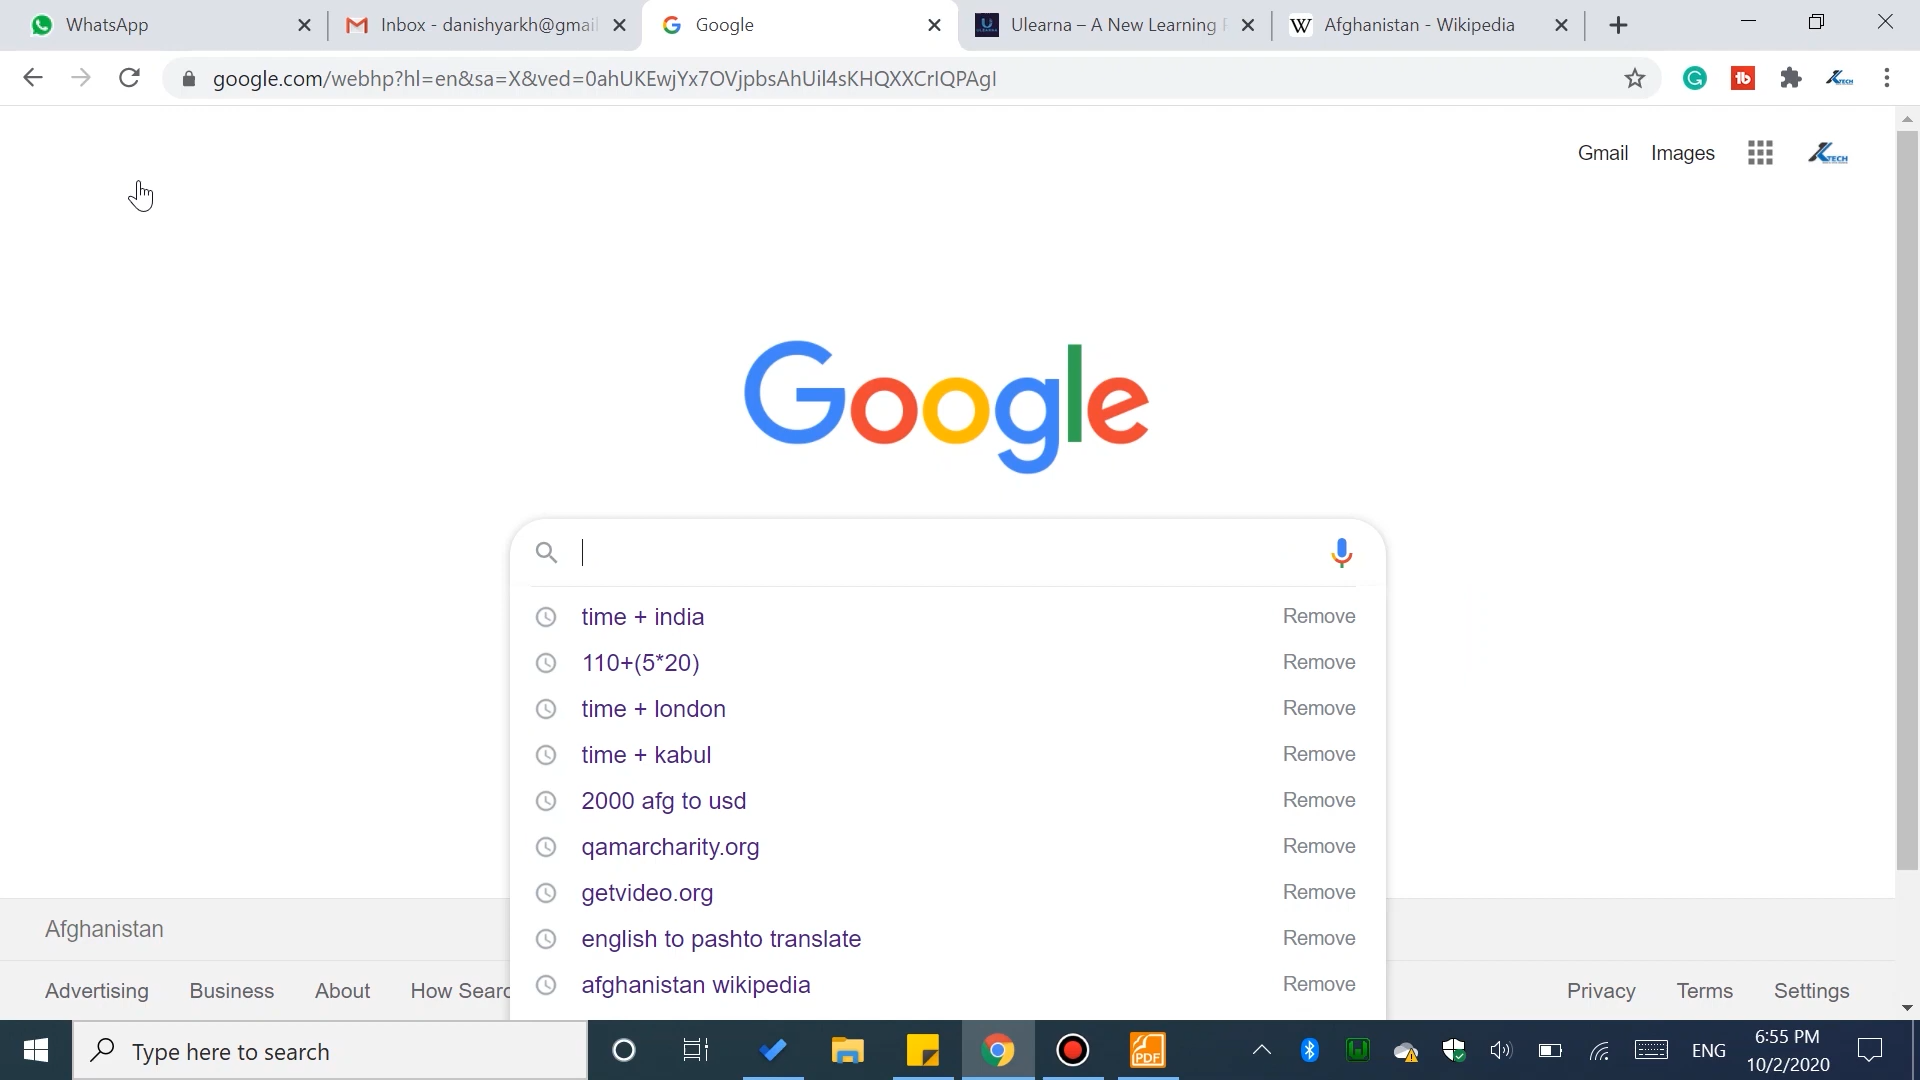 WhatsApp
Inbox - danishyarkh@gmail
Google
Ulearna – A New Learning
Afghanistan - Wikipedia
google.com/webhp?hl=en&sa=X&ved=0ahUKEwjYx7OVjpbsAhUil4sKHQXXCrIQPAgI
Gmail Images
KTECH
Google
time + india Remove
110+(5*20) Remove
time + london Remove
time + kabul Remove
2000 afg to usd Remove
qamarcharity.org Remove
getvideo.org Remove
english to pashto translate Remove
afghanistan wikipedia Remove
Afghanistan
Advertising Business About How Searc
Privacy Terms Settings
Type here to search
PDF
ENG
6:55 PM
10/2/2020